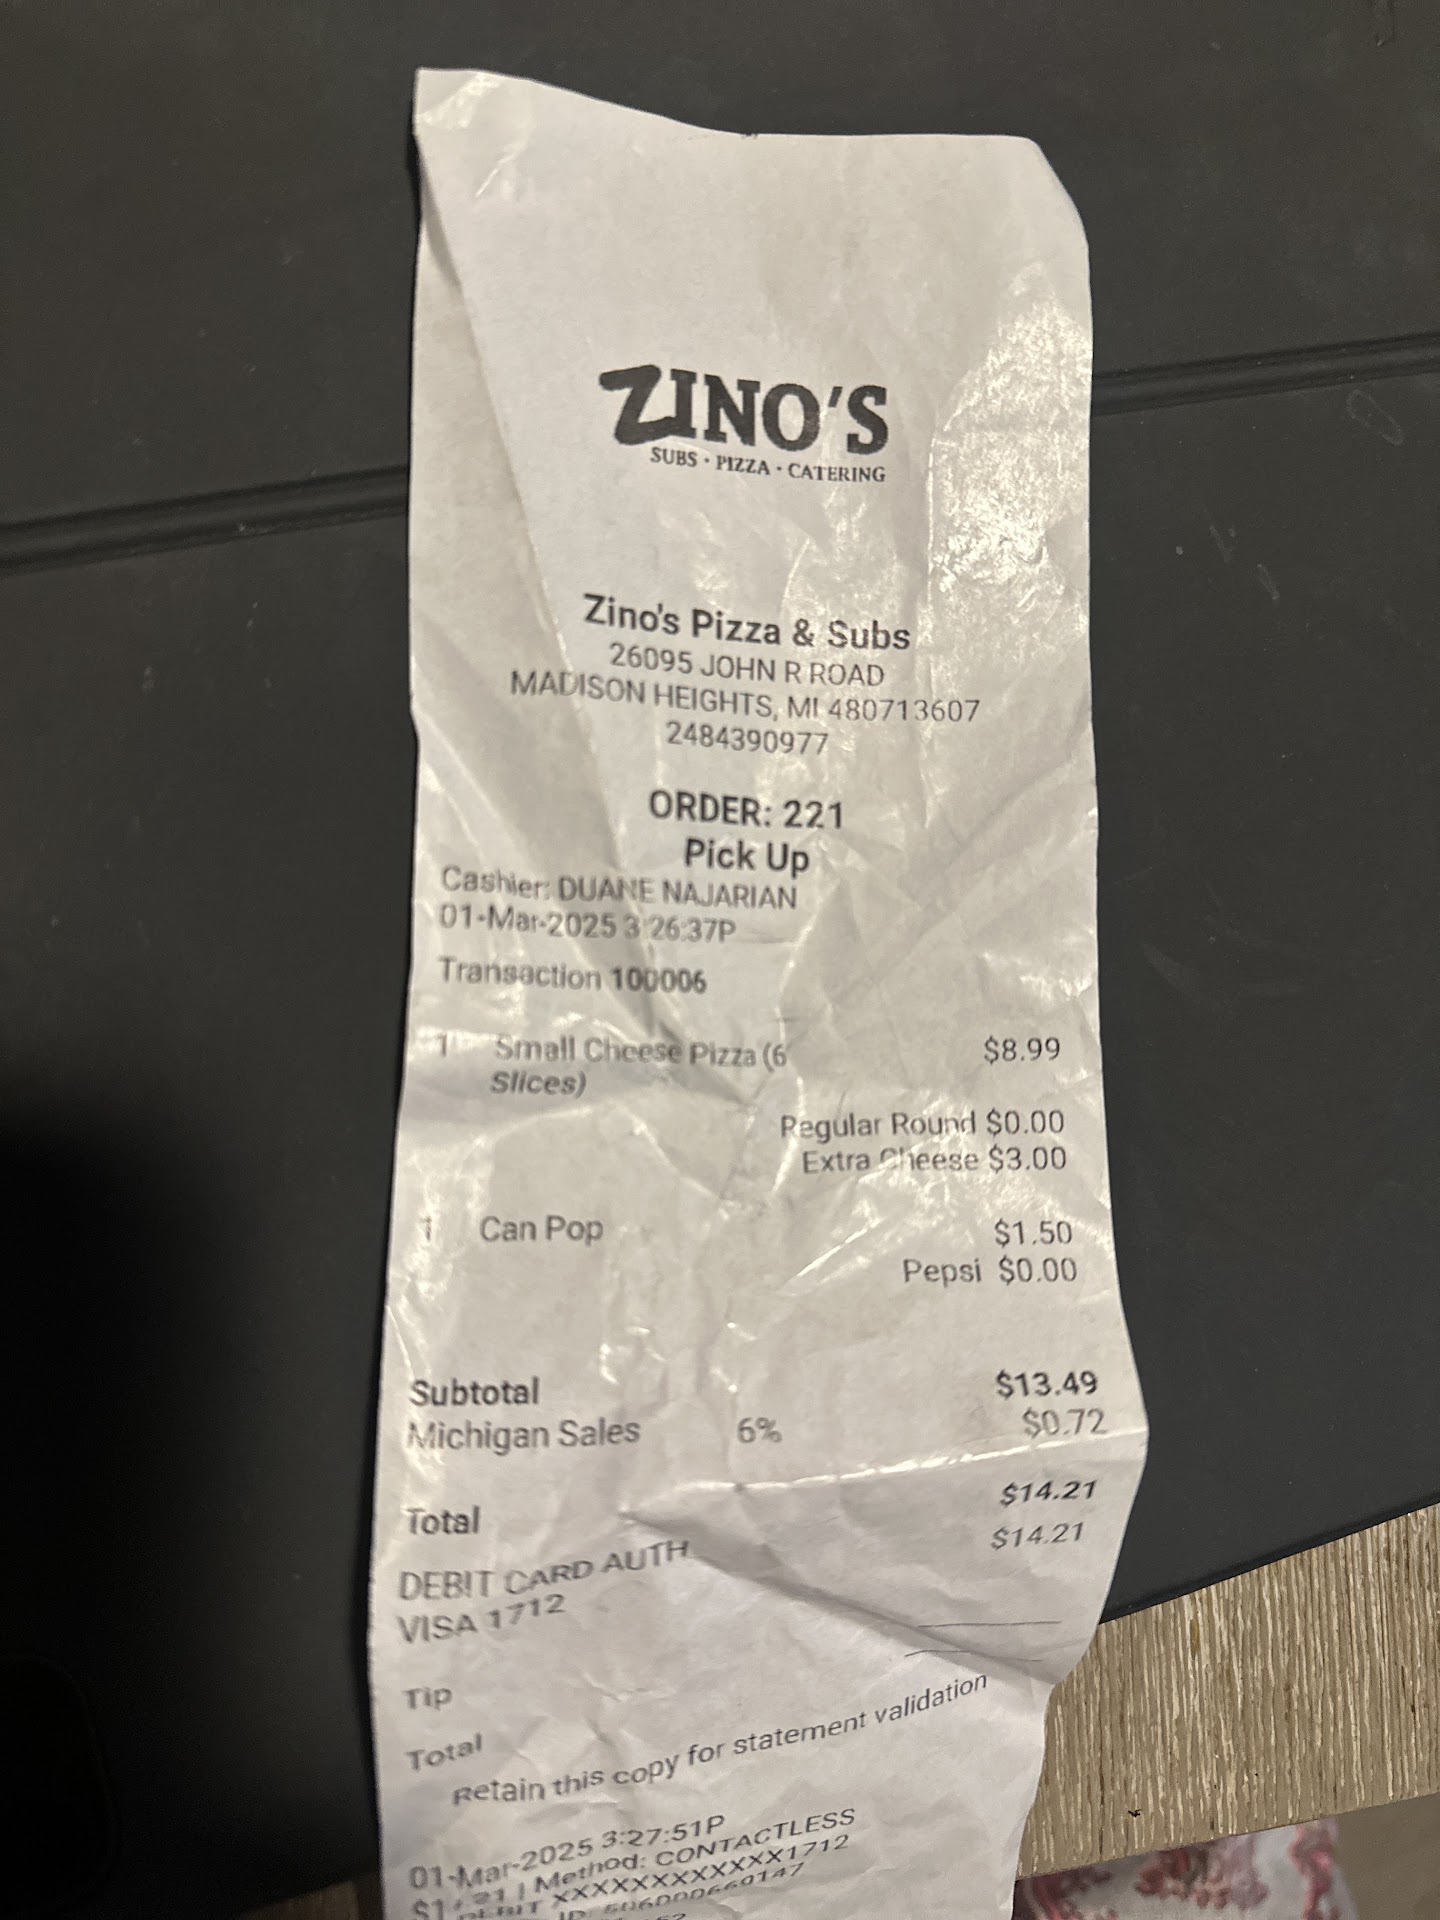 ZINO'S
SUBS · PIZZA · CATERING
Zino's Pizza & Subs
26095 JOHN R ROAD
MADISON HEIGHTS, MI 480713607
2484390977
ORDER: 221
Pick Up
Cashier: DUANE NAJARIAN
01-Mar-2025 3:26:37P
Transaction 100006
1 Small Cheese Pizza (6 $8.99
Slices)
Regular Round $0.00
Extra Cheese $3.00
1 Can Pop $1.50
Pepsi $0.00
Subtotal $13.49
Michigan Sales 6% $0.72
Total $14.21
DEBIT CARD AUTH $14.21
VISA 1712
Tip
Total
Retain this copy for statement validation
01-Mar-2025 3:27:51P
| Method: CONTACTLESS
DEBIT XXXXXXXXXXXX1712
ID: